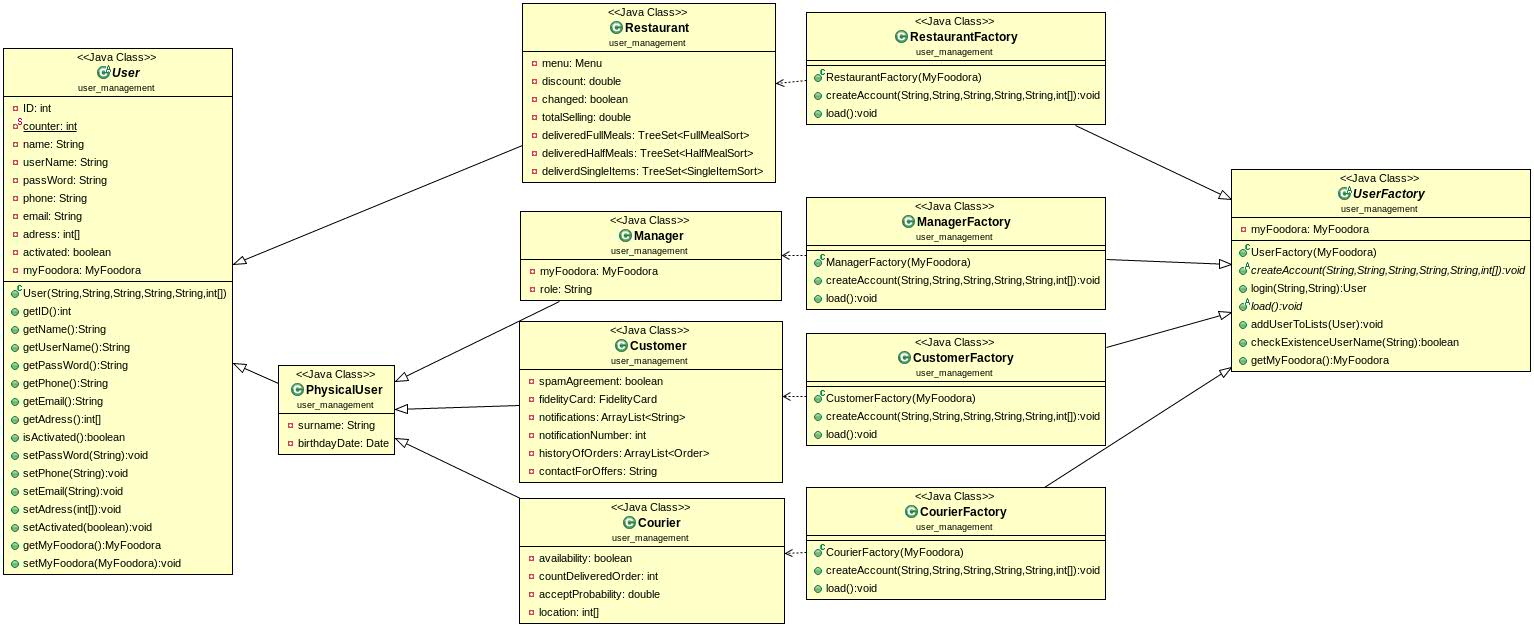 <<Java Class>>
User
user_management
ID: int
counter: int
name: String
userName: String
passWord: String
phone: String
email: String
adress: int[]
activated: boolean
myFoodora: MyFoodora
User(String,String,String,String,String,int[])
getID():int
getName():String
getUserName():String
getPassWord():String
getPhone():String
getEmail():String
getAdress():int[]
isActivated():boolean
setPassWord(String):void
setPhone(String):void
setEmail(String):void
setAdress(int[]):void
setActivated(boolean):void
getMyFoodora():MyFoodora
setMyFoodora(MyFoodora):void
<<Java Class>>
PhysicalUser
user_management
surname: String
birthdayDate: Date
<<Java Class>>
Restaurant
user_management
menu: Menu
discount: double
changed: boolean
totalSelling: double
deliveredFullMeals: TreeSet<FullMealSort>
deliveredHalfMeals: TreeSet<HalfMealSort>
deliverdSingleItems: TreeSet<SingleItemSort>
<<Java Class>>
Manager
user_management
myFoodora: MyFoodora
role: String
<<Java Class>>
Customer
user_management
spamAgreement: boolean
fidelityCard: FidelityCard
notifications: ArrayList<String>
notificationNumber: int
historyOfOrders: ArrayList<Order>
contactForOffers: String
<<Java Class>>
Courier
user_management
availability: boolean
countDeliveredOrder: int
acceptProbability: double
location: int[]
<<Java Class>>
RestaurantFactory
user_management
RestaurantFactory(MyFoodora)
createAccount(String,String,String,String,String,int[]):void
load():void
<<Java Class>>
ManagerFactory
user_management
ManagerFactory(MyFoodora)
createAccount(String,String,String,String,String,int[]):void
load():void
<<Java Class>>
CustomerFactory
user_management
CustomerFactory(MyFoodora)
createAccount(String,String,String,String,String,int[]):void
load():void
<<Java Class>>
CourierFactory
user_management
CourierFactory(MyFoodora)
createAccount(String,String,String,String,String,int[]):void
load():void
<<Java Class>>
UserFactory
user_management
myFoodora: MyFoodora
UserFactory(MyFoodora)
createAccount(String,String,String,String,String,int[]):void
login(String,String):User
load():void
addUserToLists(User):void
checkExistenceUserName(String):boolean
getMyFoodora():MyFoodora